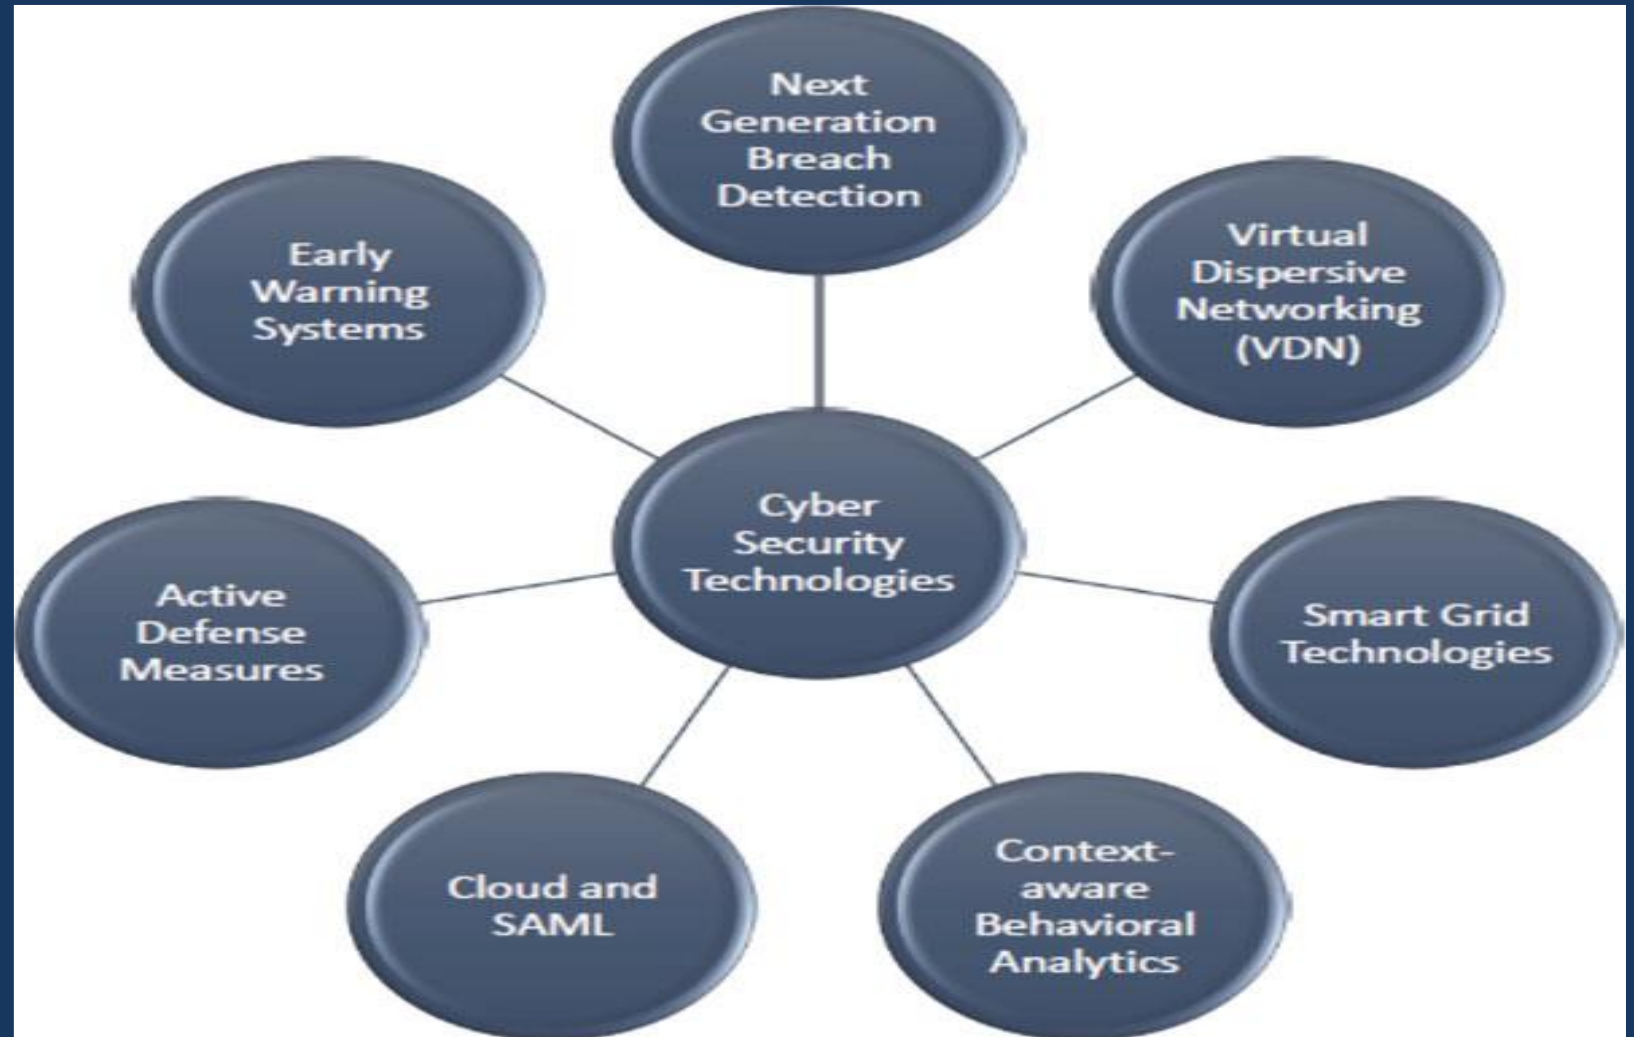 Next
Generation
Breach
Detection
Virtual
Dispersive
Networking
(VDN)
Smart Grid
Technologies
Context-
aware
Behavioral
Analytics
Cloud and
SAML
Active
Defense
Measures
Early
Warning
Systems
Cyber
Security
Technologies